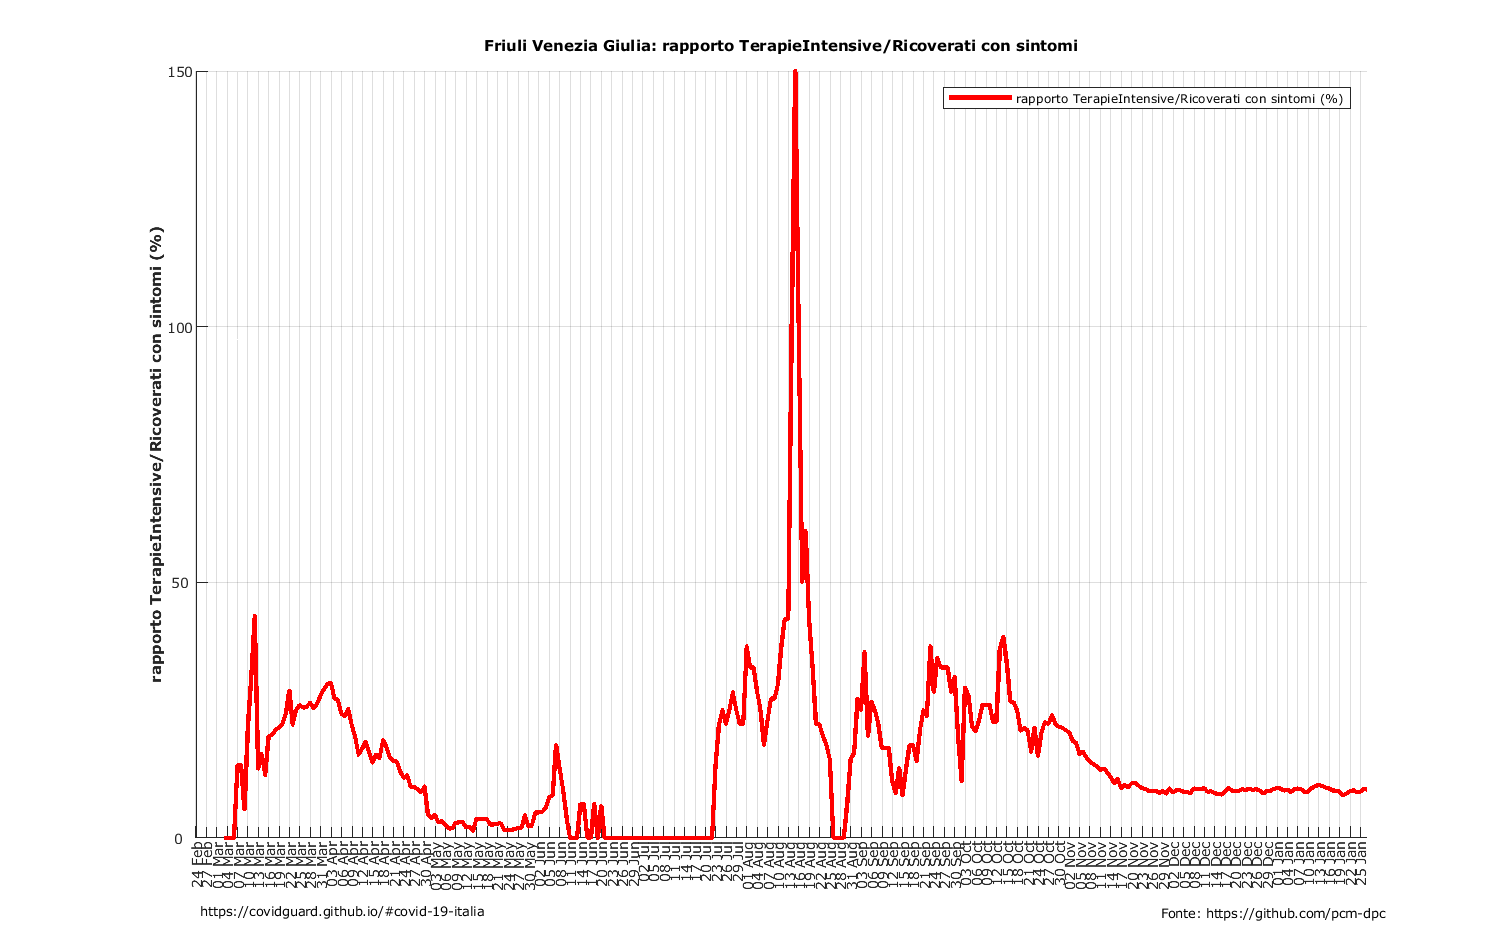 Friuli Venezia Giulia: rapporto TerapieIntensive/Ricoverati con sintomi
rapporto TerapieIntensive/Ricoverati con sintomi (%)
rapporto TerapieIntensive/Ricoverati con sintomi (%)
150
100
50
0
24 Feb
27 Feb
01 Mar
04 Mar
07 Mar
10 Mar
13 Mar
16 Mar
19 Mar
22 Mar
25 Mar
28 Mar
31 Mar
03 Apr
06 Apr
09 Apr
12 Apr
15 Apr
18 Apr
21 Apr
24 Apr
27 Apr
30 Apr
03 May
06 May
09 May
12 May
15 May
18 May
21 May
24 May
27 May
30 May
02 Jun
05 Jun
08 Jun
11 Jun
14 Jun
17 Jun
20 Jun
23 Jun
26 Jun
29 Jun
02 Jul
05 Jul
08 Jul
11 Jul
14 Jul
17 Jul
20 Jul
23 Jul
26 Jul
29 Jul
01 Aug
04 Aug
07 Aug
10 Aug
13 Aug
16 Aug
19 Aug
22 Aug
25 Aug
28 Aug
31 Aug
03 Sep
06 Sep
09 Sep
12 Sep
15 Sep
18 Sep
21 Sep
24 Sep
27 Sep
30 Sep
03 Oct
06 Oct
09 Oct
12 Oct
15 Oct
18 Oct
21 Oct
24 Oct
27 Oct
30 Oct
02 Nov
05 Nov
08 Nov
11 Nov
14 Nov
17 Nov
20 Nov
23 Nov
26 Nov
29 Nov
02 Dec
05 Dec
08 Dec
11 Dec
14 Dec
17 Dec
20 Dec
23 Dec
26 Dec
29 Dec
01 Jan
04 Jan
07 Jan
10 Jan
13 Jan
16 Jan
19 Jan
22 Jan
25 Jan
https://covidguard.github.io/#covid-19-italia
Fonte: https://github.com/pcm-dpc